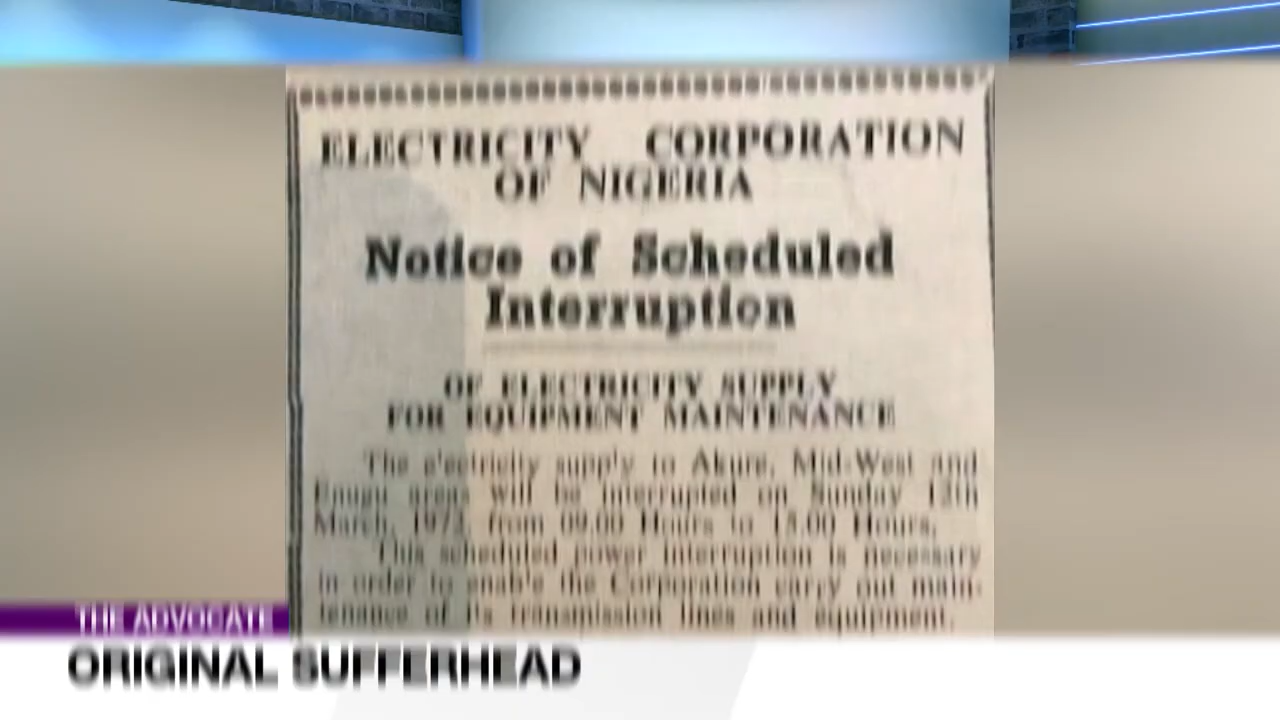 ELECTRICITY CORPORATION
OF NIGERIA
Notice of Scheduled
Interruption
OF ELECTRICITY SUPPLY
FOR EQUIPMENT MAINTENANCE
The electricity supply to Akure, Mid-West and
Enugu areas will be interrupted on Sunday 12th
March, 1972, from 09.00 Hours to 15.00 Hours.
This scheduled power interruption is necessary
in order to enable the Corporation carry out main-
tenance of its transmission lines and equipment.
THE ADVOCATE
ORIGINAL SUFFERHEAD